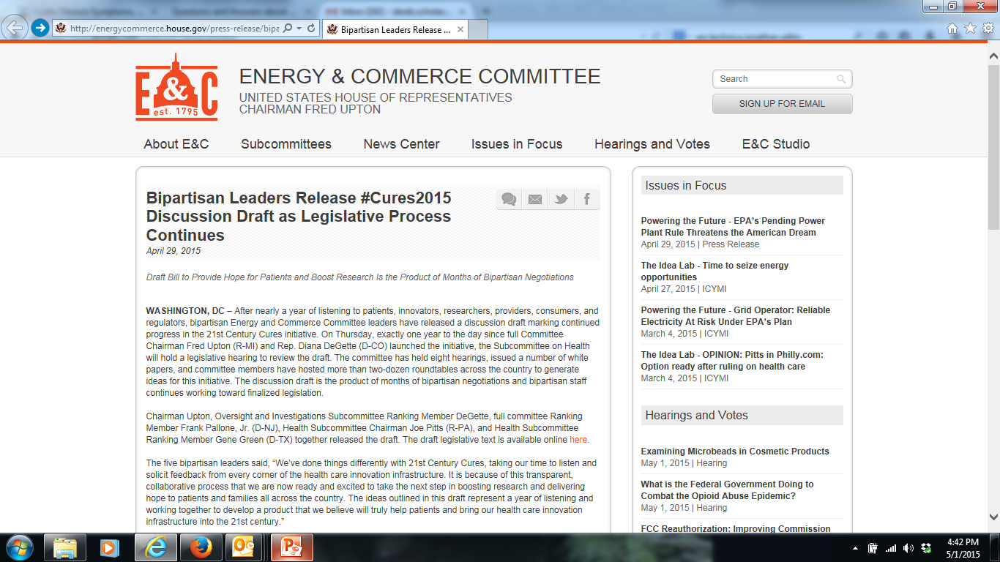 http://energycommerce.house.gov/press-release/bipa
Bipartisan Leaders Release ...
E&C
est. 1795
ENERGY & COMMERCE COMMITTEE
UNITED STATES HOUSE OF REPRESENTATIVES
CHAIRMAN FRED UPTON
Search
SIGN UP FOR EMAIL
About E&C
Subcommittees
News Center
Issues in Focus
Hearings and Votes
E&C Studio
Bipartisan Leaders Release #Cures2015
Discussion Draft as Legislative Process
Continues
April 29, 2015
Draft Bill to Provide Hope for Patients and Boost Research Is the Product of Months of Bipartisan Negotiations
WASHINGTON, DC – After nearly a year of listening to patients, innovators, researchers, providers, consumers, and
regulators, bipartisan Energy and Commerce Committee leaders have released a discussion draft marking continued
progress in the 21st Century Cures initiative. On Thursday, exactly one year to the day since full Committee
Chairman Fred Upton (R-MI) and Rep. Diana DeGette (D-CO) launched the initiative, the Subcommittee on Health
will hold a legislative hearing to review the draft. The committee has held eight hearings, issued a number of white
papers, and committee members have hosted more than two-dozen roundtables across the country to generate
ideas for this initiative. The discussion draft is the product of months of bipartisan negotiations and bipartisan staff
continues working toward finalized legislation.
Chairman Upton, Oversight and Investigations Subcommittee Ranking Member DeGette, full committee Ranking
Member Frank Pallone, Jr. (D-NJ), Health Subcommittee Chairman Joe Pitts (R-PA), and Health Subcommittee
Ranking Member Gene Green (D-TX) together released the draft. The draft legislative text is available online here.
The five bipartisan leaders said, “We’ve done things differently with 21st Century Cures, taking our time to listen and
solicit feedback from every corner of the health care innovation infrastructure. It is because of this transparent,
collaborative process that we are now ready and excited to take the next step in boosting research and delivering
hope to patients and families all across the country. The ideas outlined in this draft represent a year of listening and
working together to develop a product that we believe will truly help patients and bring our health care innovation
infrastructure into the 21st century.”
Issues in Focus
Powering the Future - EPA’s Pending Power
Plant Rule Threatens the American Dream
April 29, 2015 | Press Release
The Idea Lab - Time to seize energy
opportunities
April 27, 2015 | ICYMI
Powering the Future - Grid Operator: Reliable
Electricity At Risk Under EPA’s Plan
March 4, 2015 | ICYMI
The Idea Lab - OPINION: Pitts in Philly.com:
Option ready after ruling on health care
March 4, 2015 | ICYMI
Hearings and Votes
Examining Microbeads in Cosmetic Products
May 1, 2015 | Hearing
What is the Federal Government Doing to
Combat the Opioid Abuse Epidemic?
May 1, 2015 | Hearing
FCC Reauthorization: Improving Commission
4:42 PM
5/1/2015